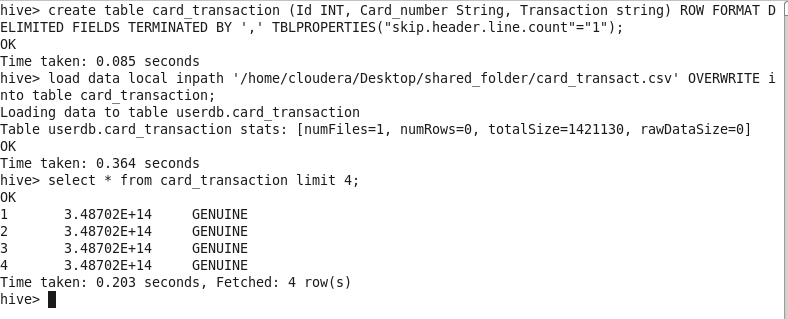 hive> create table card_transaction (Id INT, Card_number String, Transaction string) ROW FORMAT D
ELIMITED FIELDS TERMINATED BY ',' TBLPROPERTIES("skip.header.line.count"="1");
OK
Time taken: 0.085 seconds
hive> load data local inpath '/home/cloudera/Desktop/shared_folder/card_transact.csv' OVERWRITE i
nto table card_transaction;
Loading data to table userdb.card_transaction
Table userdb.card_transaction stats: [numFiles=1, numRows=0, totalSize=1421130, rawDataSize=0]
OK
Time taken: 0.364 seconds
hive> select * from card_transaction limit 4;
OK
1       3.48702E+14     GENUINE
2       3.48702E+14     GENUINE
3       3.48702E+14     GENUINE
4       3.48702E+14     GENUINE
Time taken: 0.203 seconds, Fetched: 4 row(s)
hive>